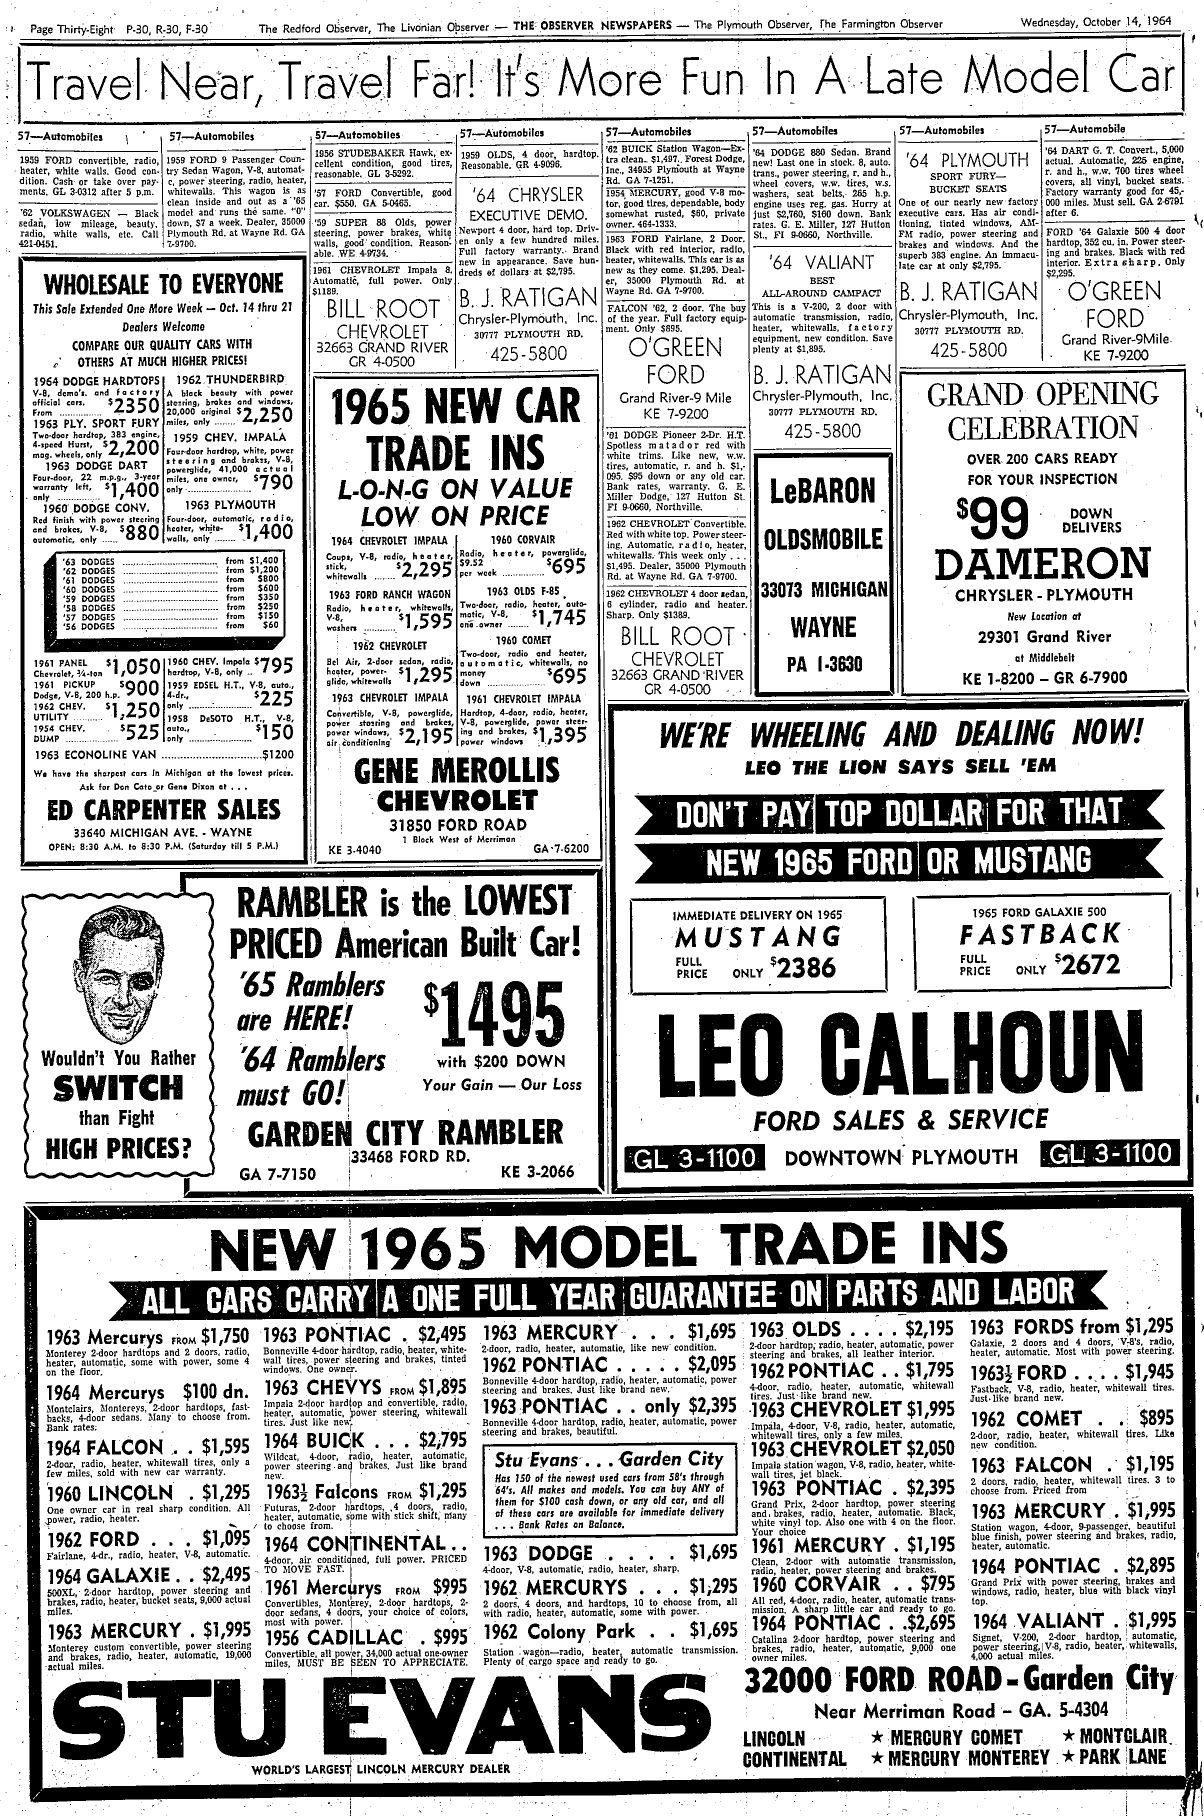 Page Thirty-Eight P-30, R-30, F-30
The Redford Observer, The Livonian Observer — THE OBSERVER NEWSPAPERS — The Plymouth Observer, The Farmington Observer
Wednesday, October 14, 1964
Travel Near, Travel Far! It's More Fun In A Late Model Car
57—Automobiles
1959 FORD convertible, radio,
heater, white walls. Good con-
dition. Cash or take over pay-
ments. GL 3-0312 after 5 p.m.
'62 VOLKSWAGEN — Black
sedan, low mileage, beauty.
radio, white walls, etc. Call
421-0451.
57—Automobiles
1959 FORD 9 Passenger Coun-
try Sedan Wagon, V-8, automat-
c, power steering, radio, heater,
whitewalls. This wagon is as
clean inside and out as a '65
model and runs the same. "0"
down, $7 a week. Dealer, 35000
Plymouth Rd. at Wayne Rd. GA
7-9700.
WHOLESALE TO EVERYONE
This Sale Extended One More Week — Oct. 14 thru 21
Dealers Welcome
COMPARE OUR QUALITY CARS WITH
OTHERS AT MUCH HIGHER PRICES!
1964 DODGE HARDTOPS
V-8, demo's. and factory
official cars.
From $2350
1963 PLY. SPORT FURY
Two-door hardtop, 383 engine,
4-speed Hurst,
mag. wheels, only $2,200
1963 DODGE DART
Four-door, 22 m.p.g., 3-year
warranty left,
only $1,400
1960 DODGE CONV.
Red finish with power steering
and brakes, V-8,
automatic, only $880
1962 THUNDERBIRD
A black beauty with power
steering, brakes and windows,
20,000 original
miles, only $2,250
1959 CHEV. IMPALA
Four-door hardtop, white, power
steering and brakes, V-8,
powerglide, 41,000 actual
miles, one owner,
only $790
1963 PLYMOUTH
Four-door, automatic, radio,
heater, white-
walls, only $1,400
'63 DODGES from $1,400
'62 DODGES from $1,200
'61 DODGES from $800
'60 DODGES from $600
'59 DODGES from $350
'58 DODGES from $250
'57 DODGES from $150
'56 DODGES from $60
1961 PANEL
Chevrolet, ¾-ton $1,050
1961 PICKUP
Dodge, V-8, 200 h.p. $900
1962 CHEV.
UTILITY $1,250
1954 CHEV.
DUMP $525
1960 CHEV. Impala
hardtop, V-8, only $795
1959 EDSEL H.T., V-8, auto.,
4-dr.,
only $225
1958 DeSOTO H.T., V-8,
auto.,
only $150
1963 ECONOLINE VAN $1200
We have the sharpest cars in Michigan at the lowest prices.
Ask for Don Cato or Gene Dixon at . . .
ED CARPENTER SALES
33640 MICHIGAN AVE. - WAYNE
OPEN: 8:30 A.M. to 8:30 P.M. (Saturday till 5 P.M.)
57—Automobiles
1956 STUDEBAKER Hawk, ex-
cellent condition, good tires,
reasonable. GL 3-5292.
'57 FORD Convertible, good
car. $550. GA 5-0465.
'59 SUPER 88 Olds, power
steering, power brakes, white
walls, good condition. Reason-
able. WE 4-9734.
1961 CHEVROLET Impala 8,
Automatic, full power. Only
$1189.
BILL ROOT
CHEVROLET
32663 GRAND RIVER
GR 4-0500
57—Automobiles
1959 OLDS, 4 door, hardtop.
Reasonable. GR 4-9096.
'64 CHRYSLER
EXECUTIVE DEMO.
Newport 4 door, hard top. Driv-
en only a few hundred miles.
Full factory warranty. Brand
new in appearance. Save hun-
dreds of dollars at $2,795.
B. J. RATIGAN
Chrysler-Plymouth, Inc.
30777 PLYMOUTH RD.
425-5800
1965 NEW CAR
TRADE INS
L-O-N-G ON VALUE
LOW ON PRICE
1964 CHEVROLET IMPALA
Coupe, V-8, radio, heater,
stick,
whitewalls $2,295
1963 FORD RANCH WAGON
Radio, heater, whitewalls,
V-8,
washers $1,595
1962 CHEVROLET
Bel Air, 2-door sedan, radio,
heater, power-
glide, whitewalls $1,295
1963 CHEVROLET IMPALA
Convertible, V-8, powerglide,
power steering and brakes,
power windows,
air conditioning $2,195
1960 CORVAIR
Radio, heater, powerglide,
$9.52
per week $695
1963 OLDS F-85
Two-door, radio, heater, auto-
matic, V-8,
one owner $1,745
1960 COMET
Two-door, radio and heater,
automatic, whitewalls, no
money
down $695
1961 CHEVROLET IMPALA
Hardtop, 4-door, radio, heater,
V-8, powerglide, power steer-
ing and brakes,
power windows $1,395
GENE MEROLLIS
CHEVROLET
31850 FORD ROAD
1 Block West of Merriman
KE 3-4040 GA 7-6200
57—Automobile
'62 BUICK Station Wagon—Ex-
tra clean. $1,497. Forest Dodge,
Inc., 34955 Plymouth at Wayne
Rd. GA 7-1251.
1954 MERCURY, good V-8 mo-
tor, good tires, dependable, body
somewhat rusted, $60, private
owner. 464-1333.
1963 FORD Fairlane, 2 Door.
Black with red interior, radio,
heater, whitewalls. This car is as
new as they come. $1,295. Deal-
er, 35000 Plymouth Rd. at
Wayne Rd. GA 7-9700.
FALCON '62, 2 door. The buy
of the year. Full factory equip-
ment. Only $895.
O'GREEN
FORD
Grand River-9 Mile
KE 7-9200
'61 DODGE Pioneer 2-Dr. H.T.
Spotless matador red with
white trims. Like new, w.w.
tires, automatic, r. and h. $1,-
095. $95 down or any old car.
Bank rates, warranty. G. E.
Miller Dodge, 127 Hutton St.
FI 9-0660, Northville.
1962 CHEVROLET Convertible.
Red with white top. Power steer-
ing. Automatic, radio, heater,
whitewalls. This week only . . .
$1,495. Dealer, 35000 Plymouth
Rd. at Wayne Rd. GA 7-9700.
1962 CHEVROLET 4 door sedan,
6 cylinder, radio and heater.
Sharp. Only $1389.
BILL ROOT
CHEVROLET
32663 GRAND RIVER
GR 4-0500
57—Automobiles
'64 DODGE 880 Sedan. Brand
new! Last one in stock. 8, auto.
trans., power steering, r. and h.,
wheel covers, w.w. tires, w.s.
washers, seat belts, 265 h.p.
engine uses reg. gas. Hurry at
just $2,760, $160 down. Bank
rates. G. E. Miller, 127 Hutton
St., FI 9-0660, Northville.
'64 VALIANT
BEST
ALL-AROUND CAMPACT
This is a V-200, 2 door with
automatic transmission, radio,
heater, whitewalls, factory
equipment, new condition. Save
plenty at $1,895.
B. J. RATIGAN
Chrysler-Plymouth, Inc.
30777 PLYMOUTH RD.
425-5800
LeBARON
OLDSMOBILE
33073 MICHIGAN
WAYNE
PA 1-3630
57—Automobiles
'64 PLYMOUTH
SPORT FURY—
BUCKET SEATS
One of our nearly new factory
executive cars. Has air condi-
tioning, tinted windows, AM-
FM radio, power steering and
brakes and windows. And the
superb 383 engine. An immacu-
late car at only $2,795.
B. J. RATIGAN
Chrysler-Plymouth, Inc.
30777 PLYMOUTH RD.
425-5800
57—Automobile
'64 DART G. T. Convert., 5,000
actual. Automatic, 225 engine,
r. and h., w.w. 700 tires wheel
covers, all vinyl, bucket seats.
Factory warranty good for 45,-
000 miles. Must sell. GA 2-6791
after 6.
FORD '64 Galaxie 500 4 door
hardtop, 352 cu. in. Power steer-
ing and brakes. Black with red
interior. Extra sharp. Only
$2,295.
O'GREEN
FORD
Grand River-9Mile
KE 7-9200
GRAND OPENING
CELEBRATION
OVER 200 CARS READY
FOR YOUR INSPECTION
$99 DOWN
DELIVERS
DAMERON
CHRYSLER - PLYMOUTH
New Location at
29301 Grand River
at Middlebelt
KE 1-8200 - GR 6-7900
WE'RE WHEELING AND DEALING NOW!
LEO THE LION SAYS SELL 'EM
DON'T PAY TOP DOLLAR FOR THAT
NEW 1965 FORD OR MUSTANG
IMMEDIATE DELIVERY ON 1965
MUSTANG
FULL
PRICE ONLY $2386
1965 FORD GALAXIE 500
FASTBACK
FULL
PRICE ONLY $2672
LEO CALHOUN
FORD SALES & SERVICE
GL 3-1100 DOWNTOWN PLYMOUTH GL 3-1100
Wouldn't You Rather
SWITCH
than Fight
HIGH PRICES?
RAMBLER is the LOWEST
PRICED American Built Car!
'65 Ramblers
are HERE!
'64 Ramblers
must GO!
$1495
with $200 DOWN
Your Gain — Our Loss
GARDEN CITY RAMBLER
33468 FORD RD.
GA 7-7150 KE 3-2066
NEW 1965 MODEL TRADE INS
ALL CARS CARRY A ONE FULL YEAR GUARANTEE ON PARTS AND LABOR
1963 Mercurys FROM $1,750
Monterey 2-door hardtops and 2 doors, radio,
heater, automatic, some with power, some 4
on the floor.
1964 Mercurys $100 dn.
Montclairs, Montereys, 2-door hardtops, fast-
backs, 4-door sedans. Many to choose from.
Bank rates.
1964 FALCON . . $1,595
2-door, radio, heater, whitewall tires, only a
few miles, sold with new car warranty.
1960 LINCOLN . $1,295
One owner car in real sharp condition. All
power, radio, heater.
1962 FORD . . . $1,095
Fairlane, 4-dr., radio, heater, V-8, automatic.
1964 GALAXIE . . $2,495
500XL, 2-door hardtop, power steering and
brakes, radio, heater, bucket seats, 9,000 actual
miles.
1963 MERCURY . $1,995
Monterey custom convertible, power steering
and brakes, radio, heater, automatic, 19,000
actual miles.
1963 PONTIAC . $2,495
Bonneville 4-door hardtop, radio, heater, white-
wall tires, power steering and brakes, tinted
windows. One owner.
1963 CHEVYS FROM $1,895
Impala 2-door hardtop and convertible, radio,
heater, automatic, power steering, whitewall
tires. Just like new.
1964 BUICK . . . $2,795
Wildcat, 4-door, radio, heater, automatic,
power steering and brakes. Just like brand
new.
1963½ Falcons FROM $1,295
Futuras, 2-door hardtops, 4 doors, radio,
heater, automatic, some with stick shift, many
to choose from.
1964 CONTINENTAL .
4-door, air conditioned, full power. PRICED
TO MOVE FAST.
1961 Mercurys FROM $995
Convertibles, Monterey, 2-door hardtops, 2-
door sedans, 4 doors, your choice of colors,
most with power.
1956 CADILLAC . $995
Convertible, all power, 34,000 actual one-owner
miles, MUST BE SEEN TO APPRECIATE.
1963 MERCURY . . . $1,695
2-door, radio, heater, automatic, like new condition.
1962 PONTIAC . . . . . $2,095
Bonneville 4-door hardtop, radio, heater, automatic, power
steering and brakes. Just like brand new.
1963 PONTIAC . . only $2,395
Bonneville 4-door hardtop, radio, heater, automatic, power
steering and brakes, beautiful.
Stu Evans . . . Garden City
Has 150 of the newest used cars from 58's through
'64's. All makes and models. You can buy ANY of
them for $100 cash down, or any old car, and all
of these cars are available for immediate delivery
. . . Bank Rates on Balance.
1963 DODGE . . . . $1,695
4-door, V-8, automatic, radio, heater, sharp.
1962 MERCURYS . . . $1,295
2 doors, 4 doors, and hardtops, 10 to choose from, all
with radio, heater, automatic, some with power.
1962 Colony Park . . $1,695
Station wagon—radio, heater, automatic transmission.
Plenty of cargo space and ready to go.
1963 OLDS . . . . $2,195
2-door hardtop, radio, heater, automatic, power
steering and brakes, all leather interior.
1962 PONTIAC . . $1,795
4-door, radio, heater, automatic, whitewall
tires. Just like brand new.
1963 CHEVROLET $1,995
Impala, 4-door, V-8, radio, heater, automatic,
whitewall tires, only a few miles.
1963 CHEVROLET $2,050
Impala station wagon, V-8, radio, heater, white-
wall tires, jet black.
1963 PONTIAC . $2,395
Grand Prix, 2-door hardtop, power steering
and brakes, radio, heater, automatic. Black,
white vinyl top. Also one with 4 on the floor.
Your choice
1961 MERCURY . $1,195
Clean, 2-door with automatic transmission,
radio, heater, power steering and brakes.
1960 CORVAIR . . $795
All red, 4-door, radio, heater, automatic trans-
mission. A sharp little car and ready to go.
1964 PONTIAC . .$2,695
Catalina 2-door hardtop, power steering and
brakes, radio, heater, automatic, 9,000 one
owner miles.
1963 FORDS from $1,295
Galaxie, 2 doors and 4 doors, V-8's, radio,
heater, automatic. Most with power steering.
1963½ FORD . . . . $1,945
Fastback, V-8, radio, heater, whitewall tires.
Just like brand new.
1962 COMET . . $895
2-door, radio, heater, whitewall tires. Like
new condition.
1963 FALCON . $1,195
2 doors, radio, heater, whitewall tires. 3 to
choose from. Priced from
1963 MERCURY . $1,995
Station wagon, 4-door, 9-passenger, beautiful
blue finish, power steering and brakes, radio,
heater, automatic.
1964 PONTIAC . $2,895
Grand Prix with power steering, brakes and
windows, radio, heater, blue with black vinyl
top.
1964 VALIANT . $1,995
Signet, V-200, 2-door hardtop, automatic,
power steering, V-8, radio, heater, whitewalls,
4,000 actual miles.
STU EVANS
WORLD'S LARGEST LINCOLN MERCURY DEALER
32000 FORD ROAD - Garden City
Near Merriman Road - GA. 5-4304
LINCOLN ★ MERCURY COMET ★ MONTCLAIR
CONTINENTAL ★ MERCURY MONTEREY ★ PARK LANE